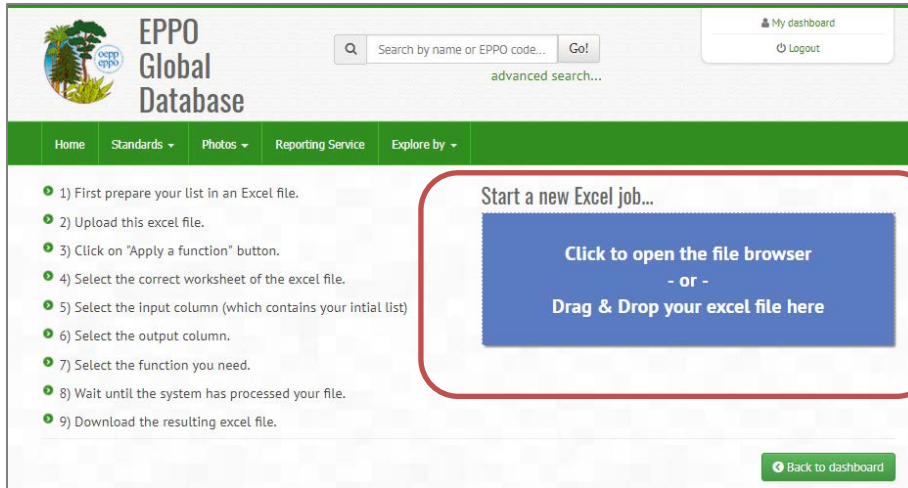 EPPO
Global
Database
oepp
eppo
Search by name or EPPO code... Go!
advanced search...
My dashboard
Logout
Home Standards Photos Reporting Service Explore by
1) First prepare your list in an Excel file.
2) Upload this excel file.
3) Click on "Apply a function" button.
4) Select the correct worksheet of the excel file.
5) Select the input column (which contains your intial list)
6) Select the output column.
7) Select the function you need.
8) Wait until the system has processed your file.
9) Download the resulting excel file.
Start a new Excel job...
Click to open the file browser
- or -
Drag & Drop your excel file here
Back to dashboard